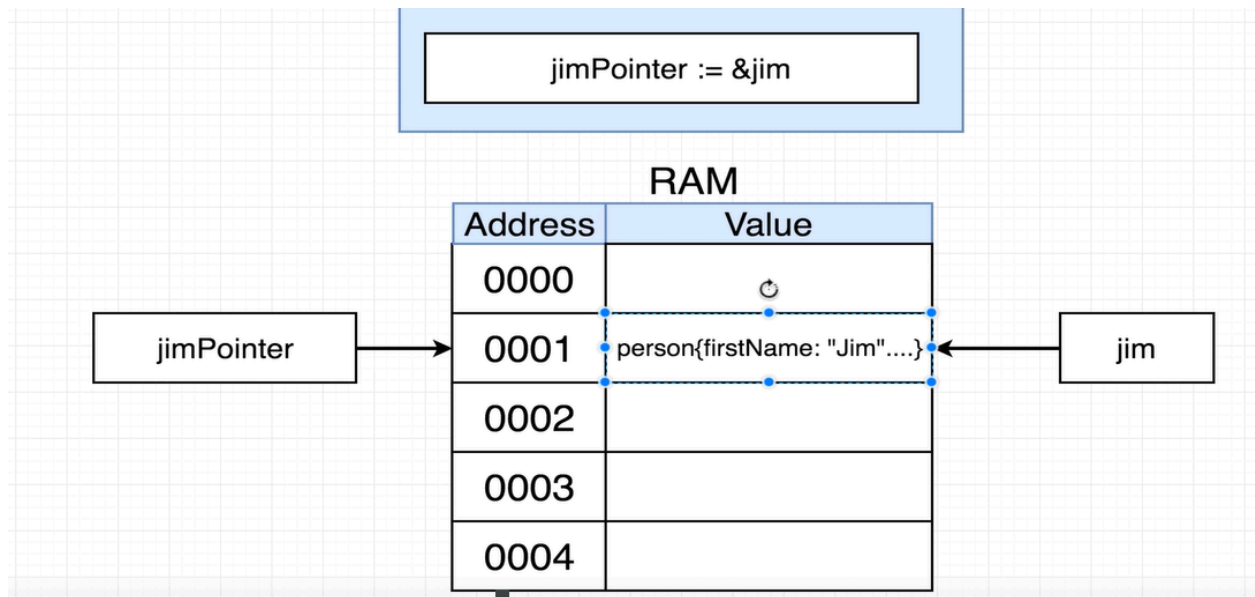 jimPointer := &jim
RAM
Address Value
0000
jimPointer 0001 person{firstName: "Jim"....} jim
0002
0003
0004